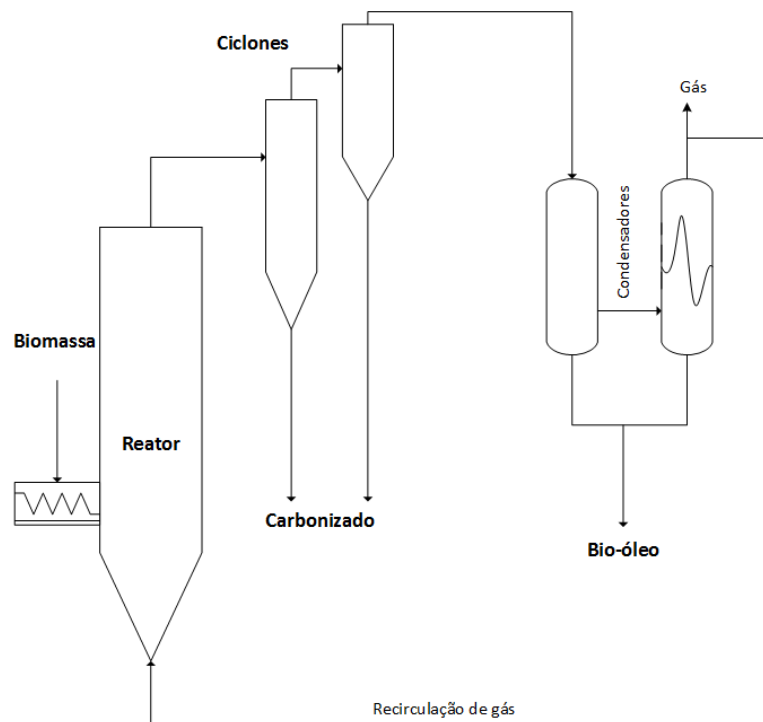 Ciclones
Gás
Condensadores
Biomassa
Reator
Carbonizado
Bio-óleo
Recirculação de gás